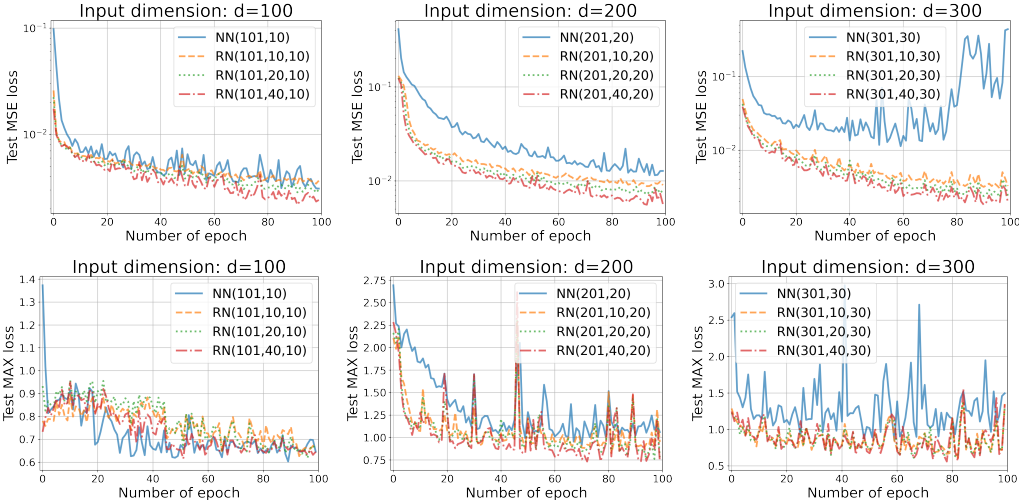 Input dimension: d=100
Test MSE loss
10⁻¹
10⁻²
NN(101,10)
RN(101,10,10)
RN(101,20,10)
RN(101,40,10)
0 20 40 60 80 100
Number of epoch
Input dimension: d=200
Test MSE loss
10⁻¹
10⁻²
NN(201,20)
RN(201,10,20)
RN(201,20,20)
RN(201,40,20)
0 20 40 60 80 100
Number of epoch
Input dimension: d=300
Test MSE loss
10⁻¹
10⁻²
NN(301,30)
RN(301,10,30)
RN(301,20,30)
RN(301,40,30)
0 20 40 60 80 100
Number of epoch
Input dimension: d=100
Test MAX loss
1.4
1.3
1.2
1.1
1.0
0.9
0.8
0.7
0.6
NN(101,10)
RN(101,10,10)
RN(101,20,10)
RN(101,40,10)
0 20 40 60 80 100
Number of epoch
Input dimension: d=200
Test MAX loss
2.75
2.50
2.25
2.00
1.75
1.50
1.25
1.00
0.75
NN(201,20)
RN(201,10,20)
RN(201,20,20)
RN(201,40,20)
0 20 40 60 80 100
Number of epoch
Input dimension: d=300
Test MAX loss
3.0
2.5
2.0
1.5
1.0
0.5
NN(301,30)
RN(301,10,30)
RN(301,20,30)
RN(301,40,30)
0 20 40 60 80 100
Number of epoch